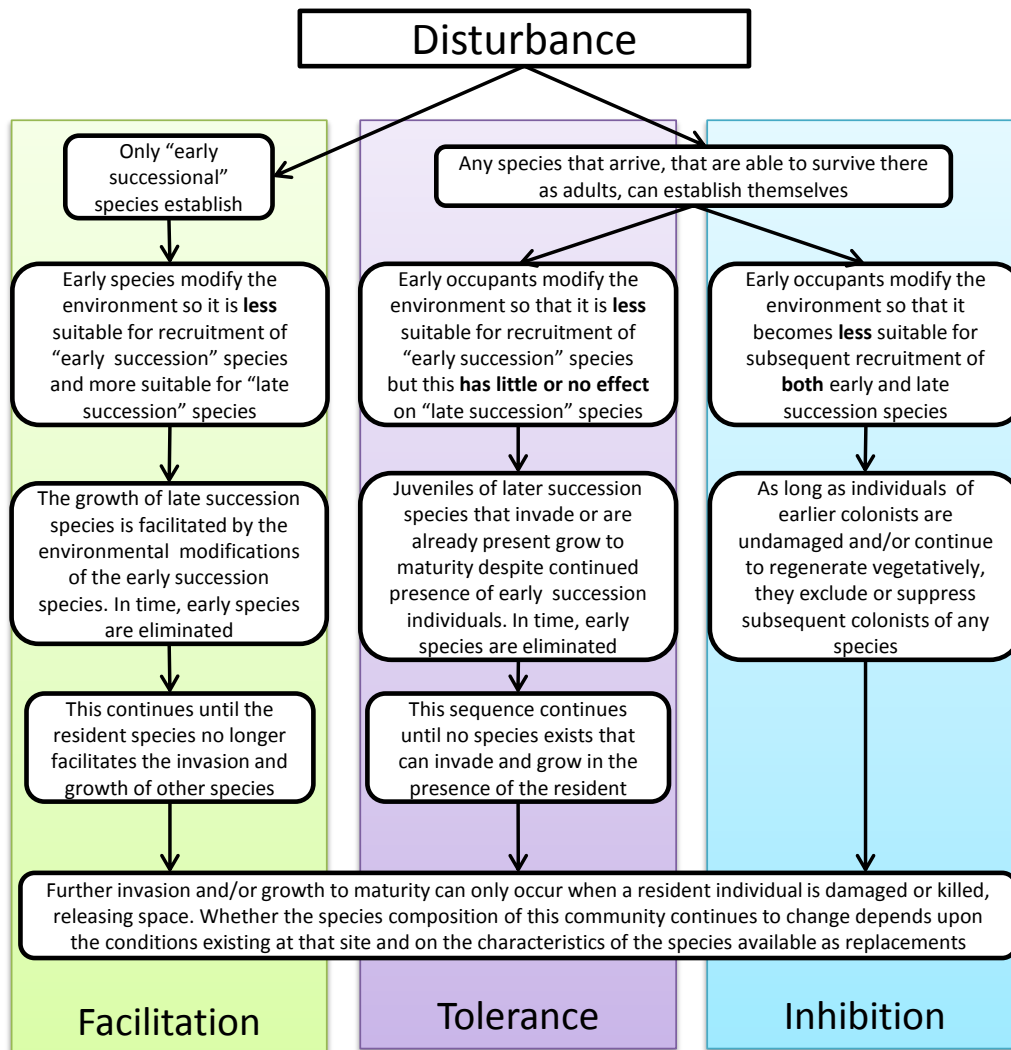 Disturbance
Only “early
successional”
species establish
Any species that arrive, that are able to survive there
as adults, can establish themselves
Early species modify the
environment so it is less
suitable for recruitment of
“early succession” species
and more suitable for “late
succession” species
Early occupants modify the
environment so that it is less
suitable for recruitment of
“early succession” species
but this has little or no effect
on “late succession” species
Early occupants modify the
environment so that it
becomes less suitable for
subsequent recruitment of
both early and late
succession species
The growth of late succession
species is facilitated by the
environmental modifications
of the early succession
species. In time, early species
are eliminated
Juveniles of later succession
species that invade or are
already present grow to
maturity despite continued
presence of early succession
individuals. In time, early
species are eliminated
As long as individuals of
earlier colonists are
undamaged and/or continue
to regenerate vegetatively,
they exclude or suppress
subsequent colonists of any
species
This continues until the
resident species no longer
facilitates the invasion and
growth of other species
This sequence continues
until no species exists that
can invade and grow in the
presence of the resident
Further invasion and/or growth to maturity can only occur when a resident individual is damaged or killed,
releasing space. Whether the species composition of this community continues to change depends upon
the conditions existing at that site and on the characteristics of the species available as replacements
Facilitation
Tolerance
Inhibition